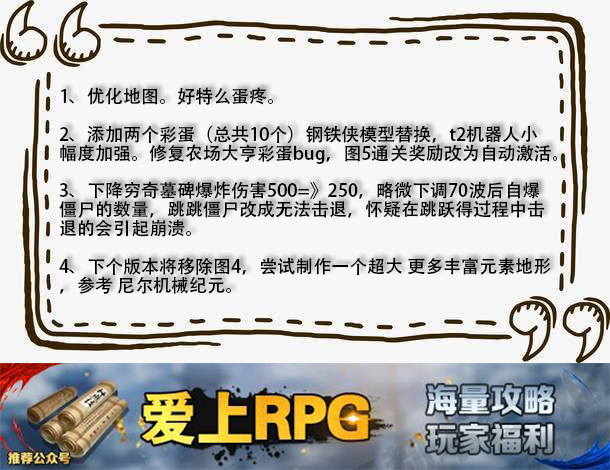 1、优化地图。好特么蛋疼。
2、添加两个彩蛋（总共10个）钢铁侠模型替换，t2机器人小
幅度加强。修复农场大亨彩蛋bug，图5通关奖励改为自动激活。
3、下降穷奇墓碑爆炸伤害500=》250，略微下调70波后自爆
僵尸的数量，跳跳僵尸改成无法击退，怀疑在跳跃得过程中击
退的会引起崩溃。
4、下个版本将移除图4，尝试制作一个超大 更多丰富元素地形
，参考 尼尔机械纪元。
爱上RPG
海量攻略
玩家福利
推荐公众号